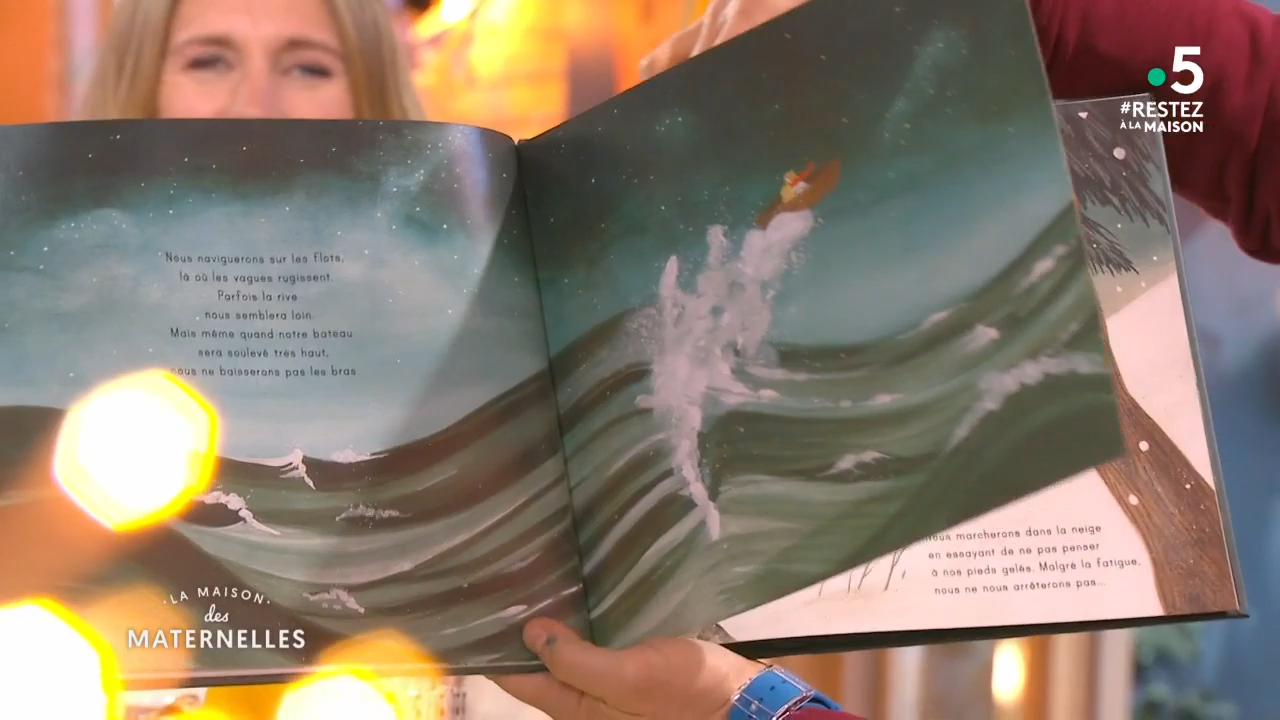 Nous naviguerons sur les flots,
là où les vagues rugissent.
Parfois la rive
nous semblera loin.
Mais même quand notre bateau
sera soulevé très haut,
nous ne baisserons pas les bras
5
#RESTEZ
À LA MAISON
Nous marcherons dans la neige
en essayant de ne pas penser
à nos pieds gelés. Malgré la fatigue,
nous ne nous arrêterons pas...
·LA MAISON·
des
MATERNELLES